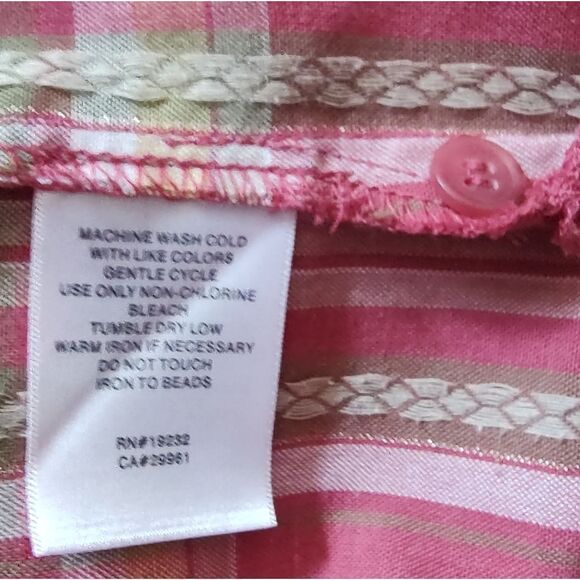 MACHINE WASH COLD
WITH LIKE COLORS
GENTLE CYCLE
USE ONLY NON-CHLORINE
BLEACH
TUMBLE DRY LOW
WARM IRON IF NECESSARY
DO NOT TOUCH
IRON TO BEADS
RN#19232
CA#29961